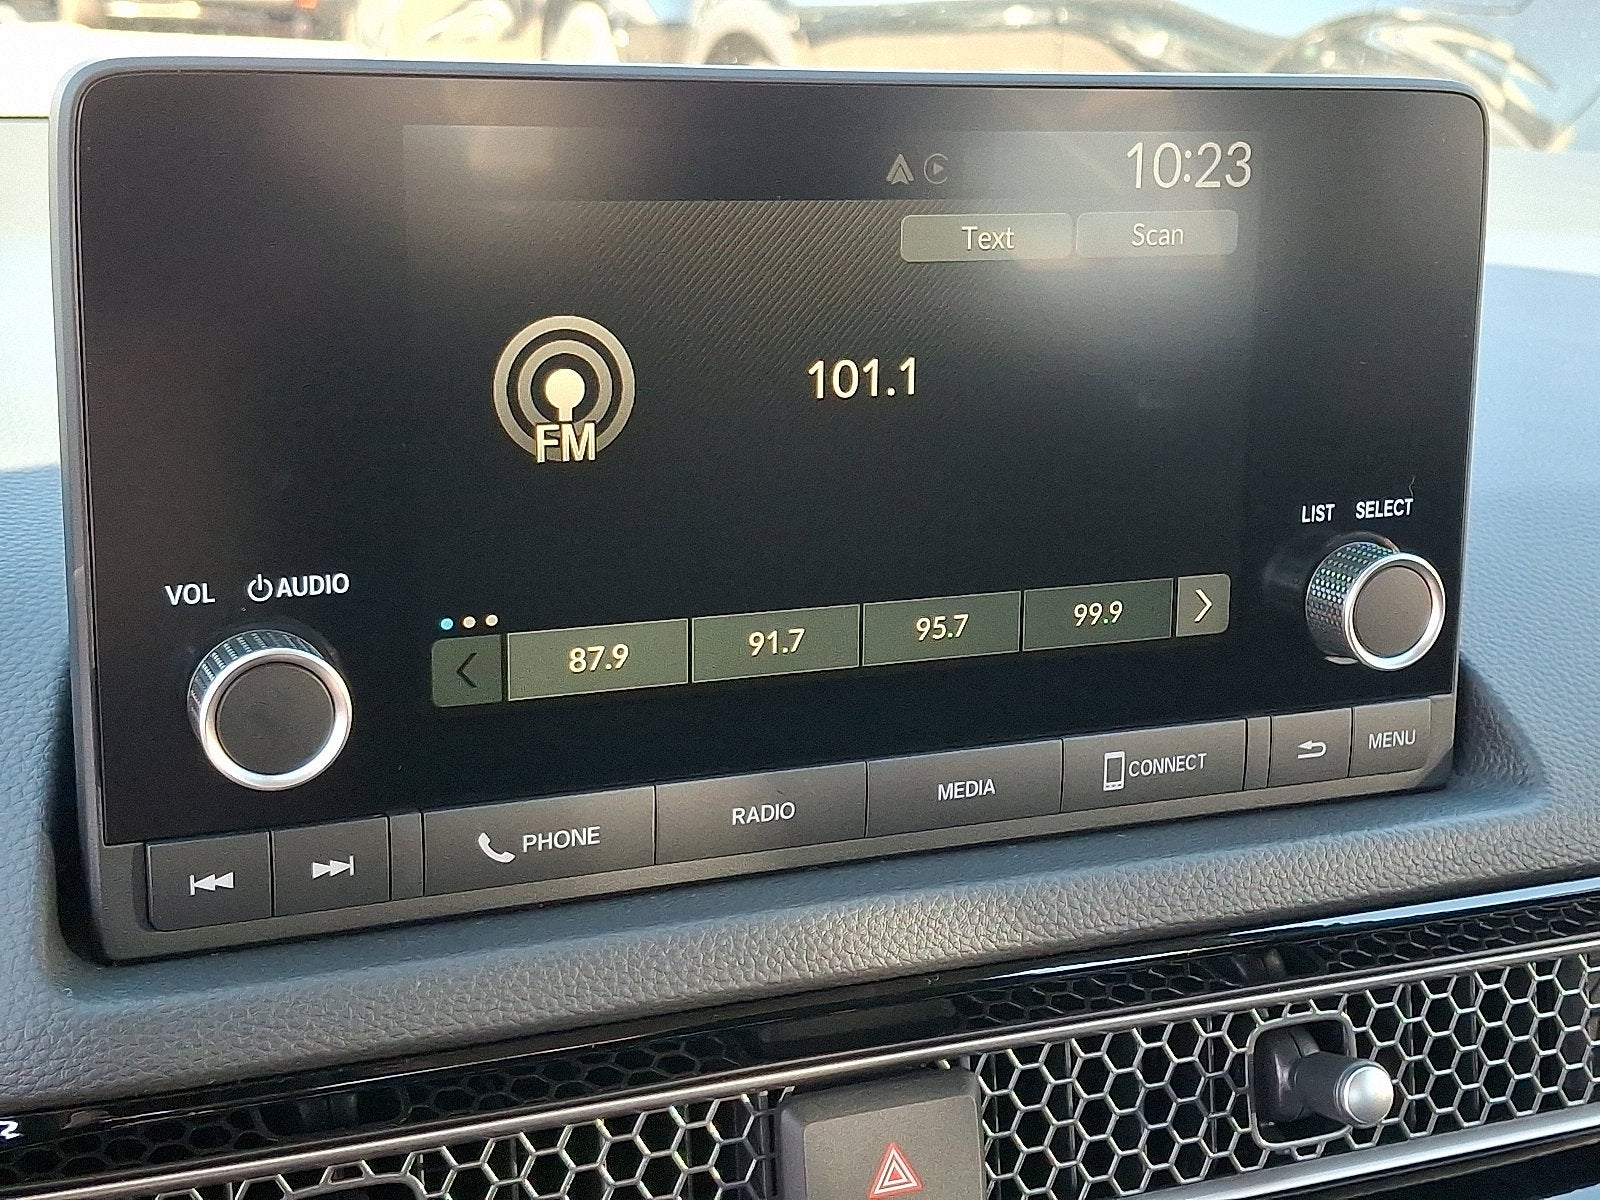 10:23
Text Scan
FM
101.1
LIST SELECT
VOL AUDIO
87.9 91.7 95.7 99.9
PHONE RADIO MEDIA CONNECT MENU